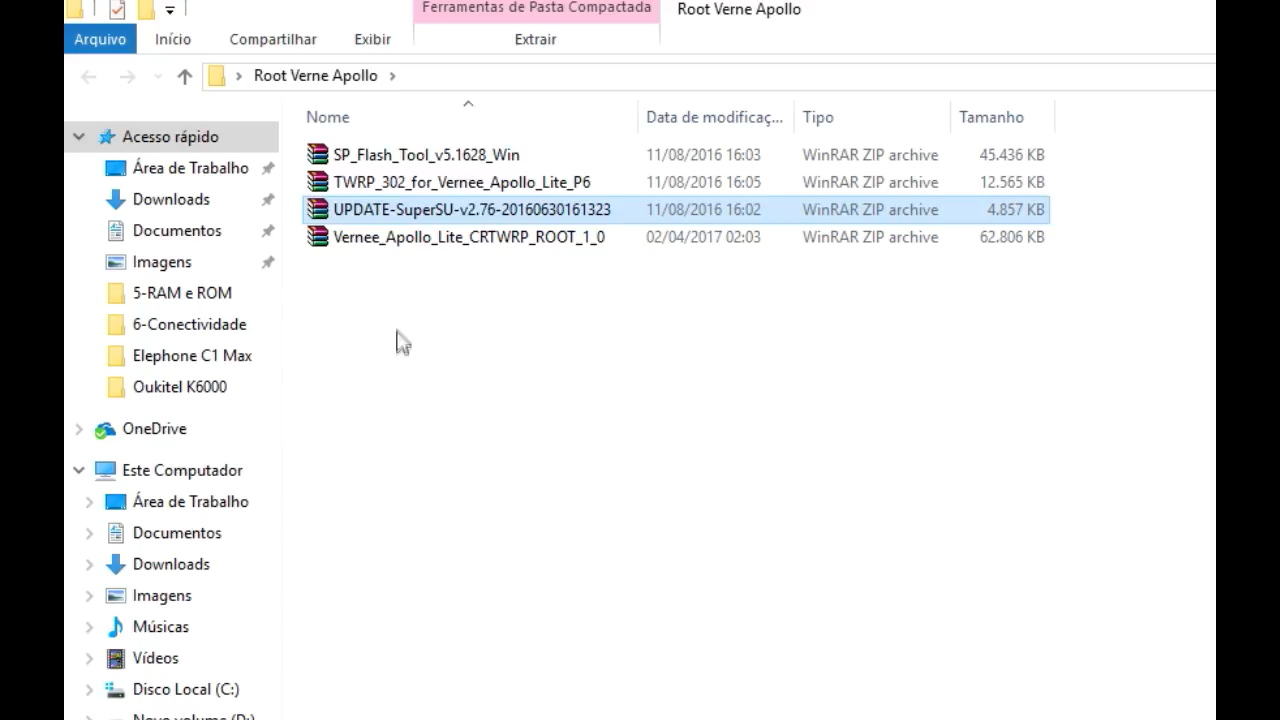 Ferramentas de Pasta Compactada
Root Verne Apollo
Arquivo
Início
Compartilhar
Exibir
Extrair
Root Verne Apollo
Nome
Data de modificaç...
Tipo
Tamanho
SP_Flash_Tool_v5.1628_Win 11/08/2016 16:03 WinRAR ZIP archive 45.436 KB
TWRP_302_for_Vernee_Apollo_Lite_P6 11/08/2016 16:05 WinRAR ZIP archive 12.565 KB
UPDATE-SuperSU-v2.76-20160630161323 11/08/2016 16:02 WinRAR ZIP archive 4.857 KB
Vernee_Apollo_Lite_CRTWRP_ROOT_1_0 02/04/2017 02:03 WinRAR ZIP archive 62.806 KB
Acesso rápido
Área de Trabalho
Downloads
Documentos
Imagens
5-RAM e ROM
6-Conectividade
Elephone C1 Max
Oukitel K6000
OneDrive
Este Computador
Área de Trabalho
Documentos
Downloads
Imagens
Músicas
Vídeos
Disco Local (C:)
Novo volume (D:)